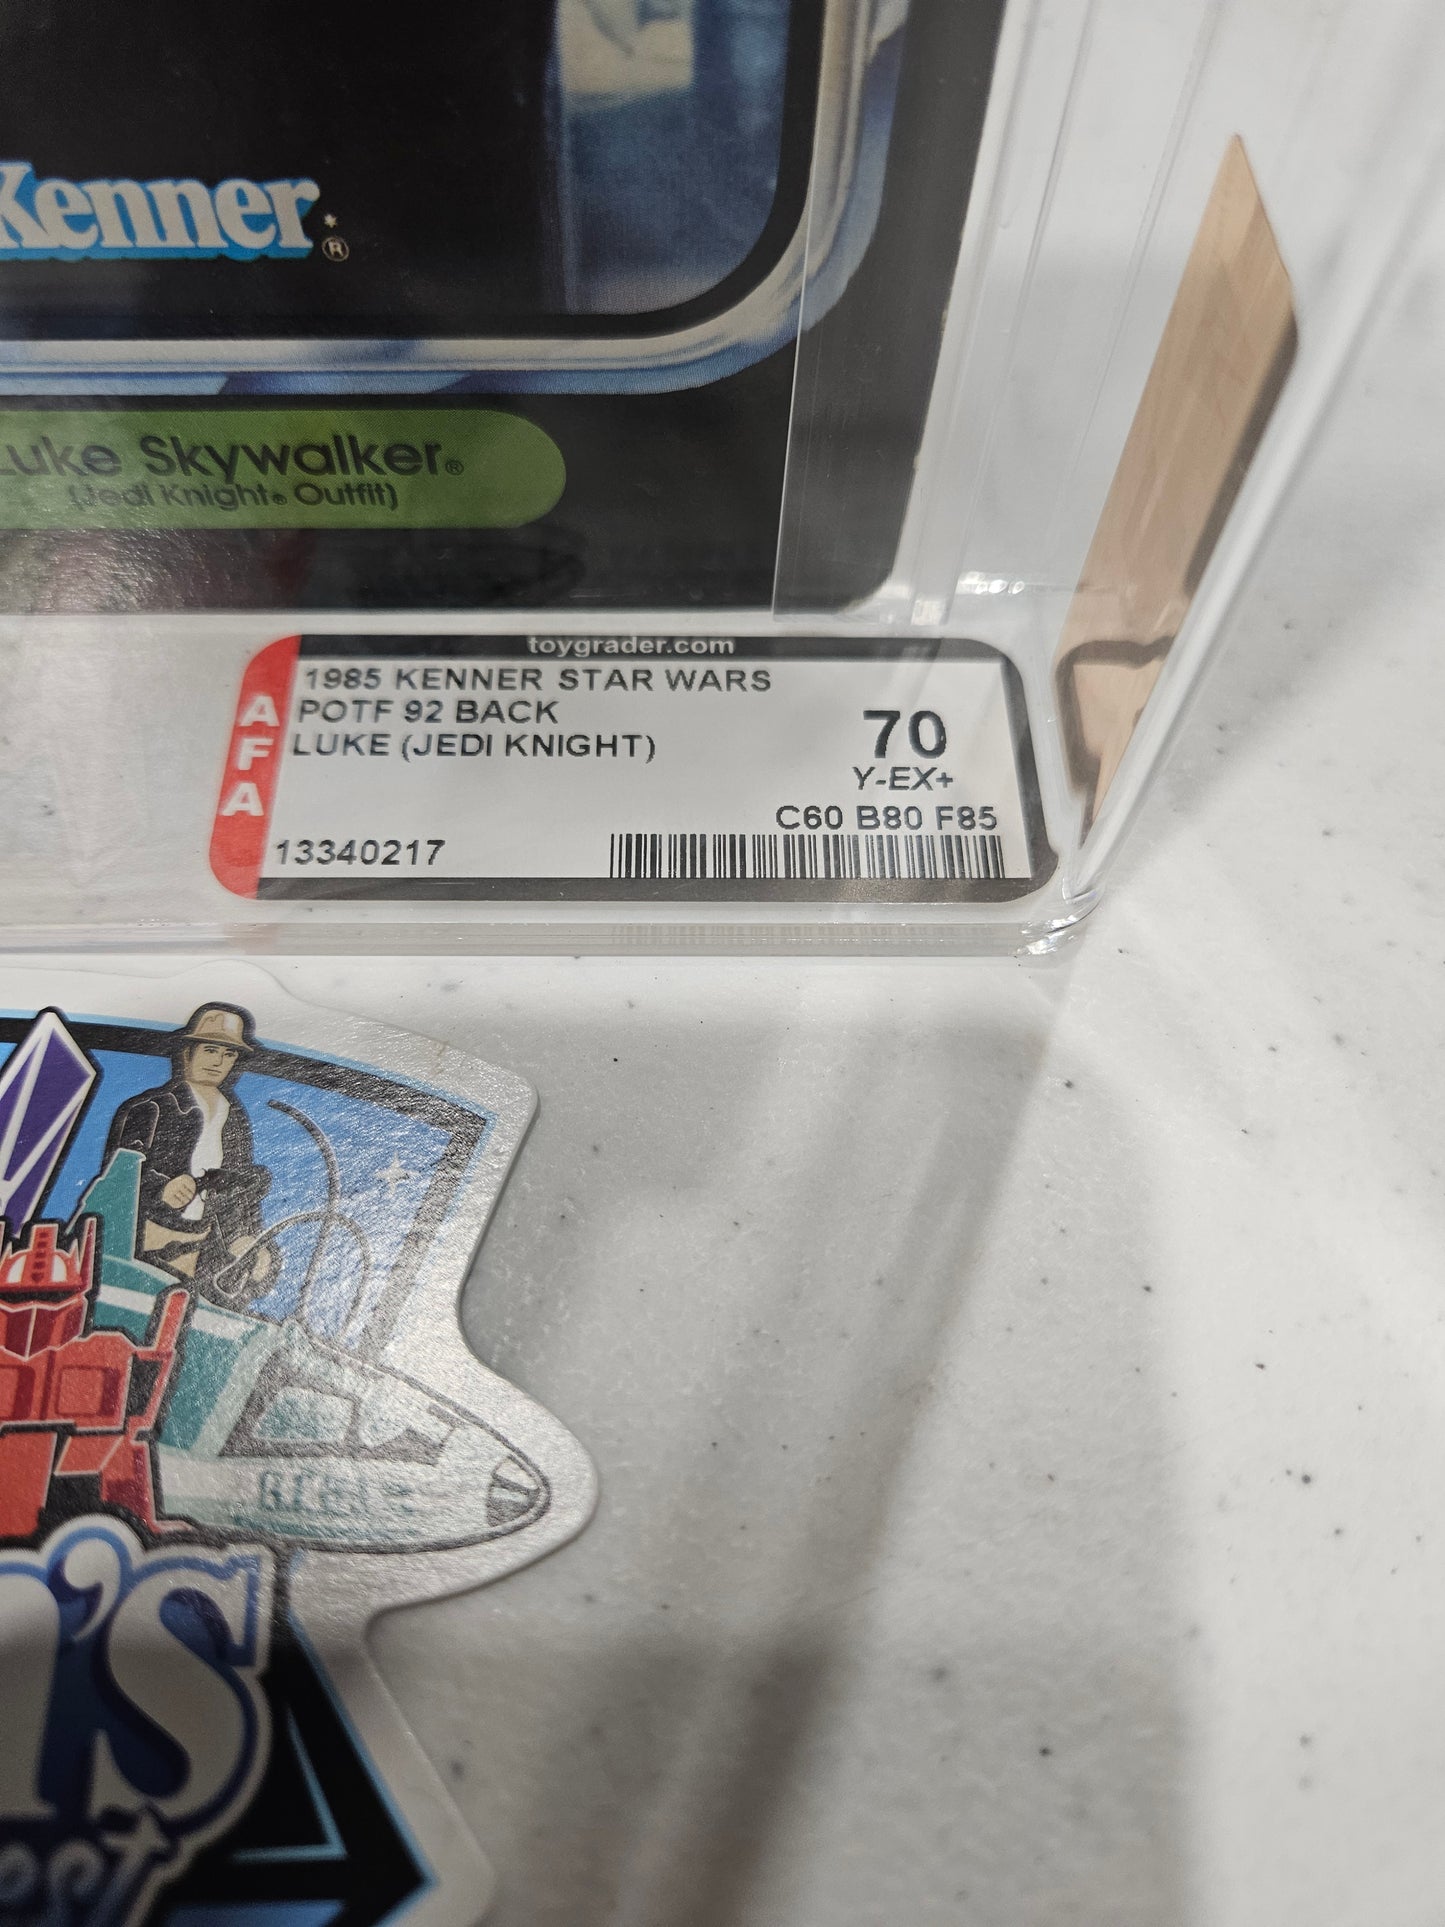 Kenner ®
Luke Skywalker®
(Jedi Knight® Outfit)
toygrader.com
AFA
1985 KENNER STAR WARS
POTF 92 BACK
LUKE (JEDI KNIGHT)
70
Y-EX+
C60 B80 F85
13340217
'S